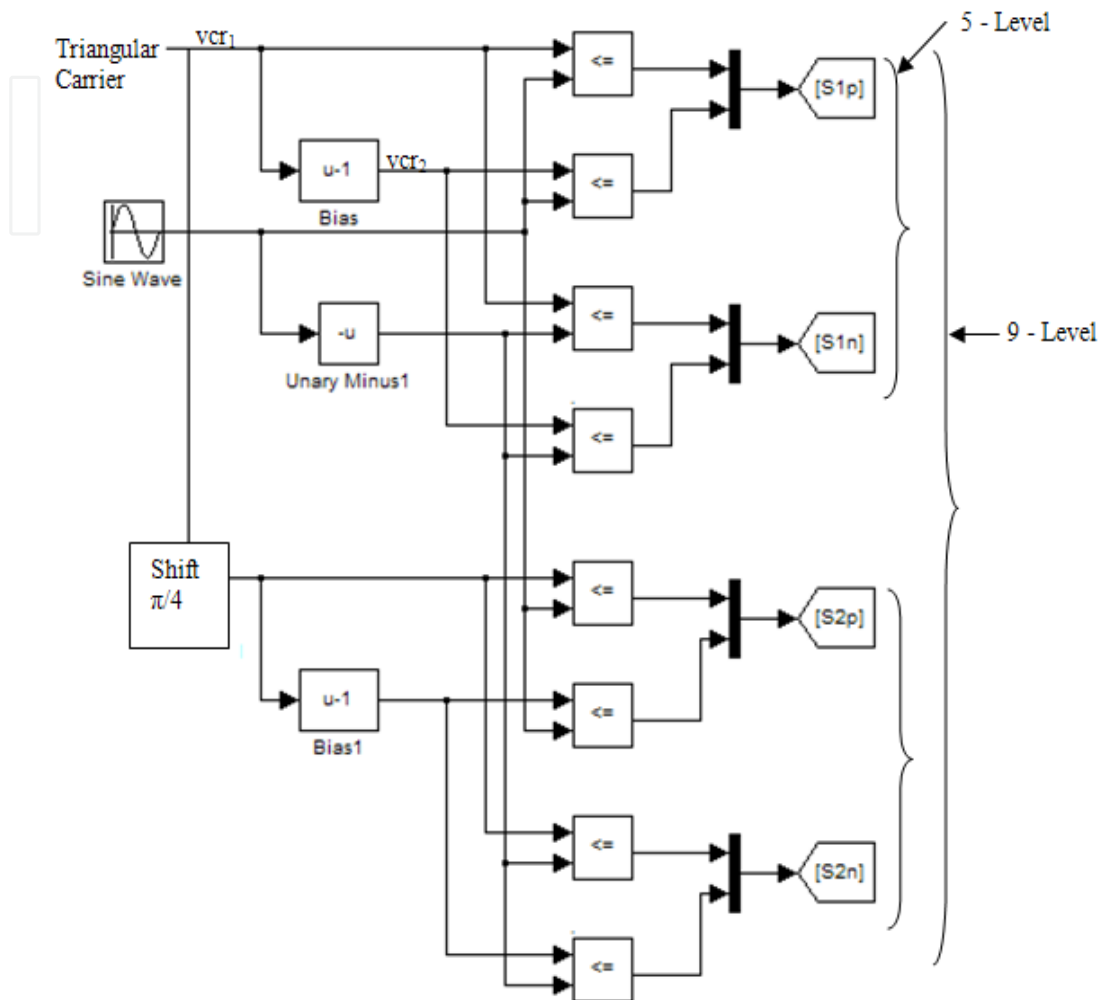 5 - Level
Triangular
Carrier
vcr₁
<=
[S1p]
u-1
vcr₂
Bias
<=
Sine Wave
<=
[S1n]
9 - Level
-u
Unary Minus1
<=
Shift
π/4
<=
[S2p]
u-1
Bias1
<=
<=
[S2n]
<=